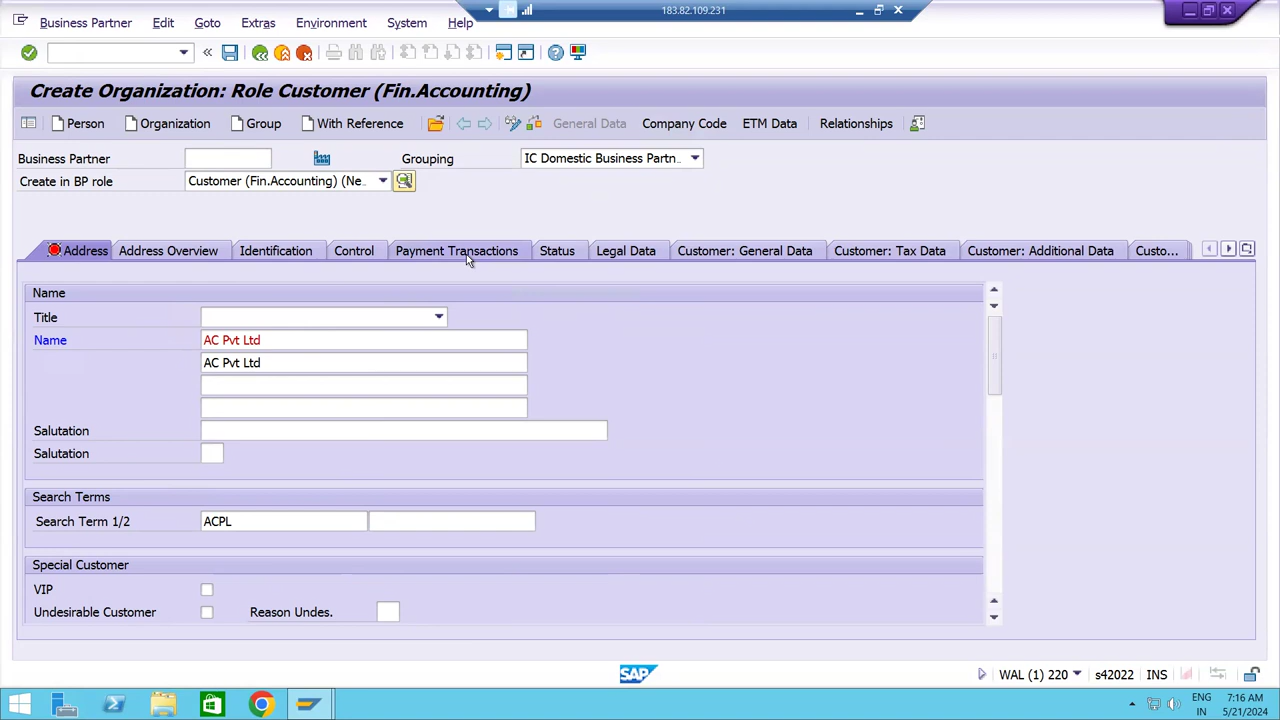 183.82.109.231
Business Partner Edit Goto Extras Environment System Help
Create Organization: Role Customer (Fin.Accounting)
Person Organization Group With Reference General Data Company Code ETM Data Relationships
Business Partner Grouping IC Domestic Business Partn..
Create in BP role Customer (Fin.Accounting) (Ne..
Address Address Overview Identification Control Payment Transactions Status Legal Data Customer: General Data Customer: Tax Data Customer: Additional Data Custo...
Name
Title
Name AC Pvt Ltd
AC Pvt Ltd
Salutation
Salutation
Search Terms
Search Term 1/2 ACPL
Special Customer
VIP
Undesirable Customer Reason Undes.
SAP WAL (1) 220 s42022 INS
ENG 7:16 AM
IN 5/21/2024